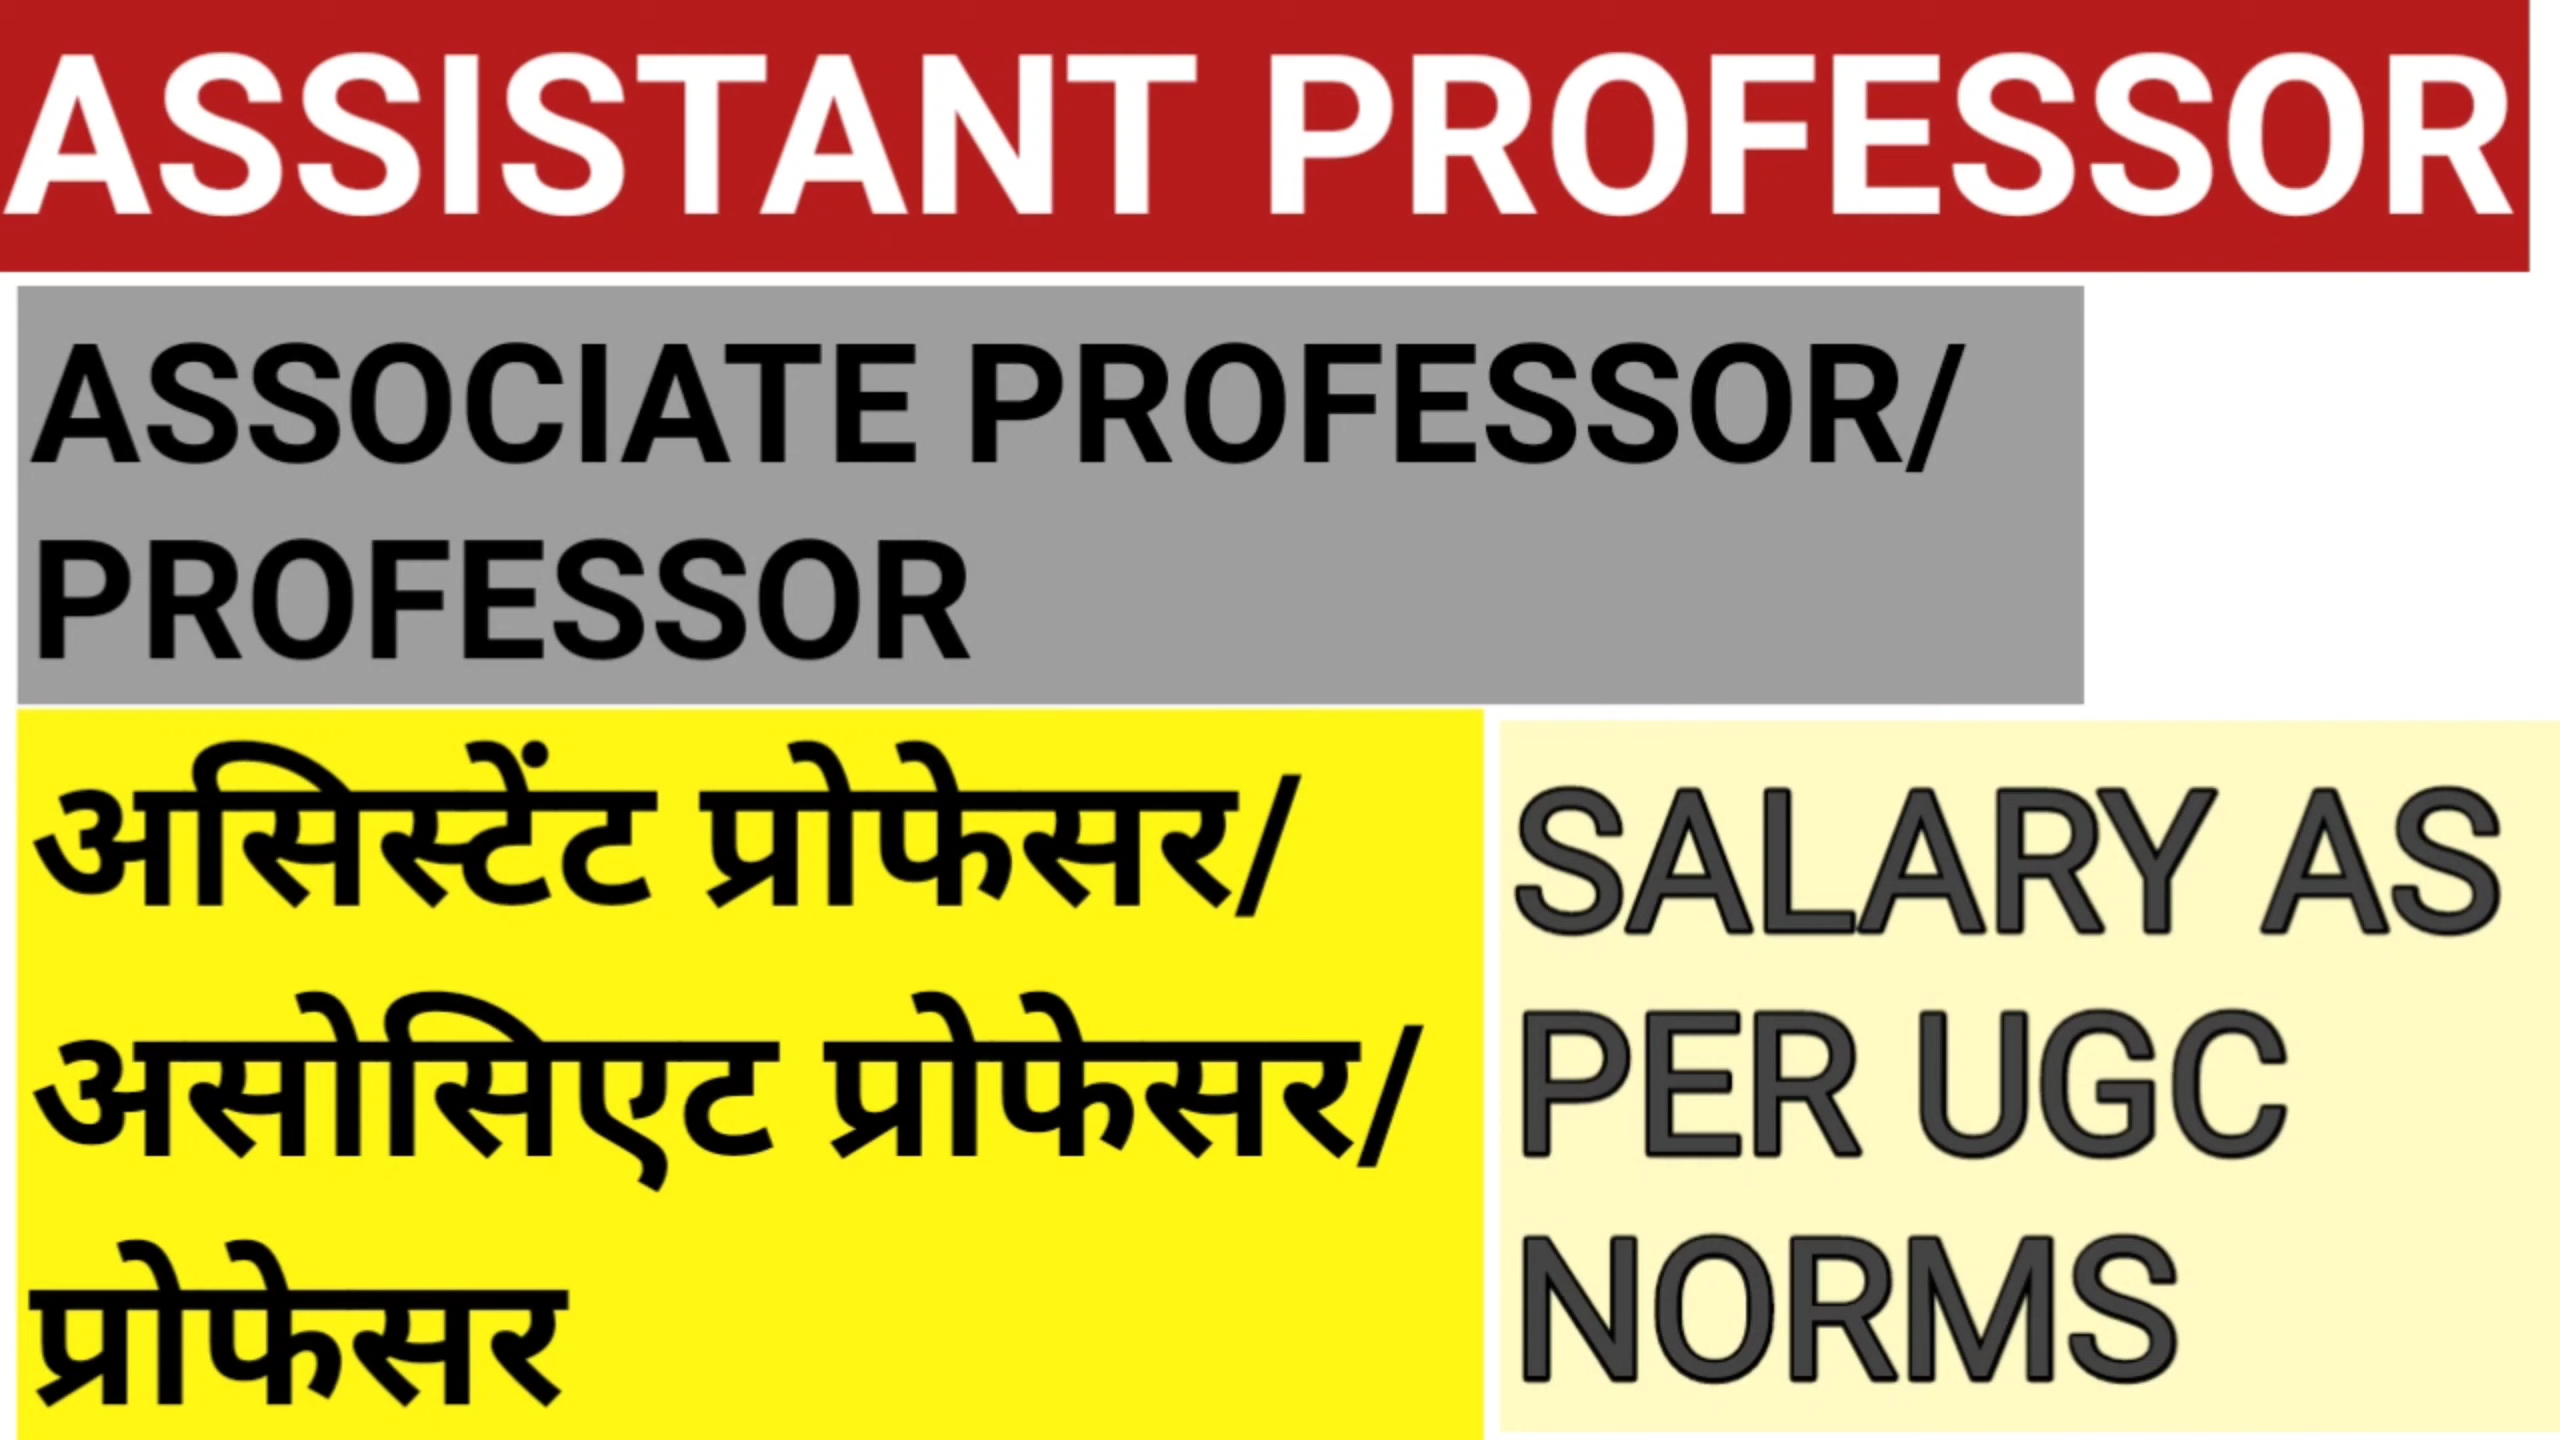 ASSISTANT PROFESSOR
ASSOCIATE PROFESSOR/
PROFESSOR
असिस्टेंट प्रोफेसर/
असोसिएट प्रोफेसर/
प्रोफेसर
SALARY AS
PER UGC
NORMS